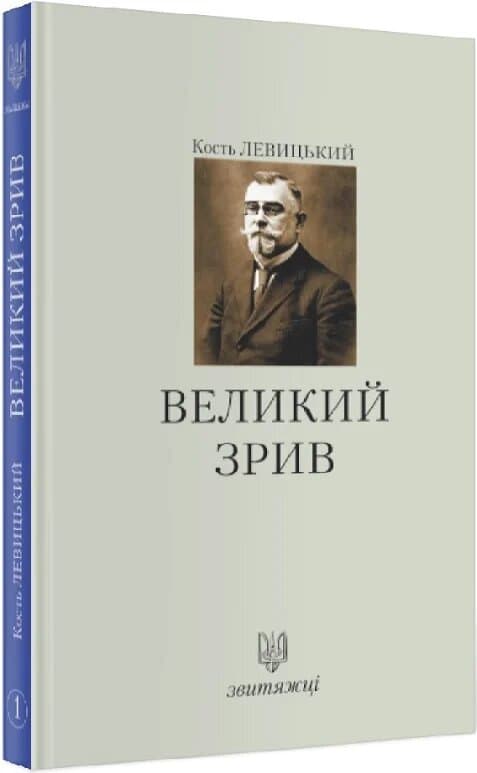 Кость ЛЕВИЦЬКИЙ
ВЕЛИКИЙ
ЗРИВ
звитяжці
ВЕЛИКИЙ ЗРИВ
Кость ЛЕВИЦЬКИЙ
1